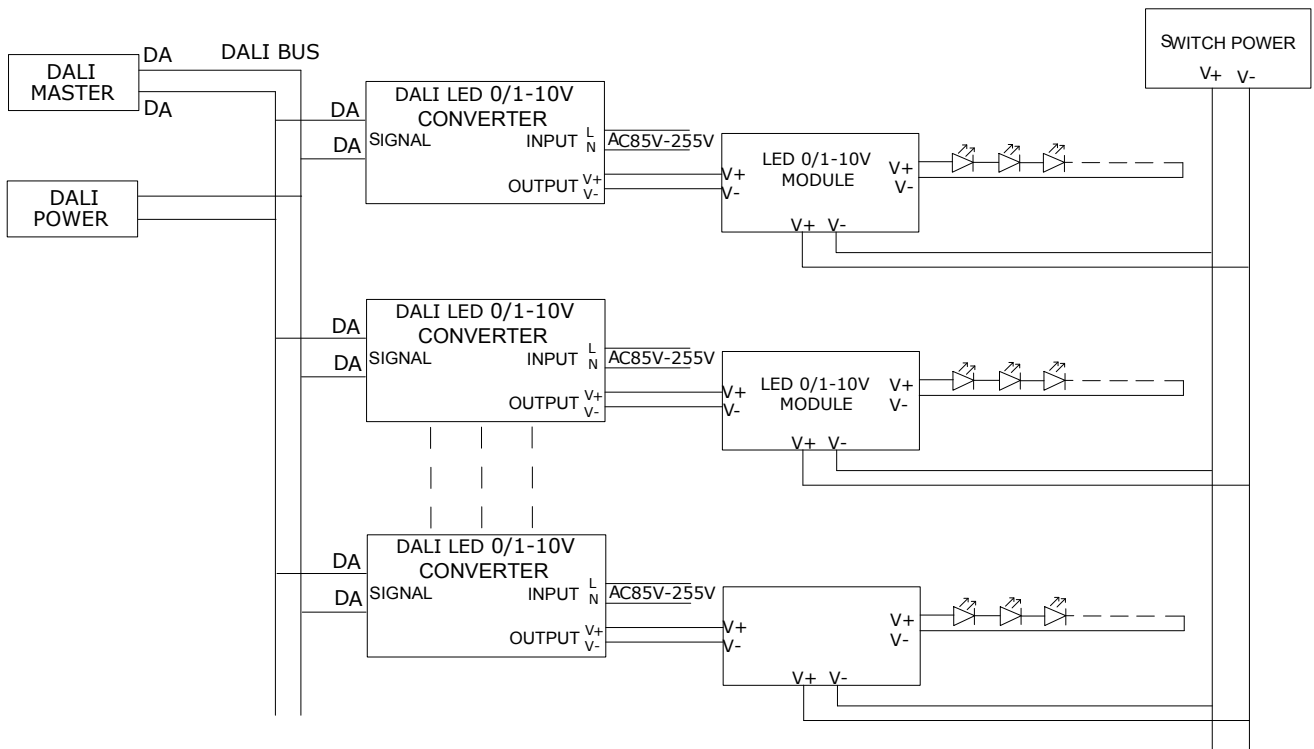 SWITCH POWER
V+ V-
DA
DALI BUS
DALI
MASTER
DA
DALI
POWER
DALI LED 0/1-10V
CONVERTER
DA
DA
SIGNAL
INPUT
L
N
AC85V-255V
OUTPUT
V+
V-
V+
V-
LED 0/1-10V
MODULE
V+
V-
V+ V-
DALI LED 0/1-10V
CONVERTER
DA
DA
SIGNAL
INPUT
L
N
AC85V-255V
OUTPUT
V+
V-
V+
V-
LED 0/1-10V
MODULE
V+
V-
V+ V-
DALI LED 0/1-10V
CONVERTER
DA
DA
SIGNAL
INPUT
L
N
AC85V-255V
OUTPUT
V+
V-
V+
V-
V+
V-
V+ V-